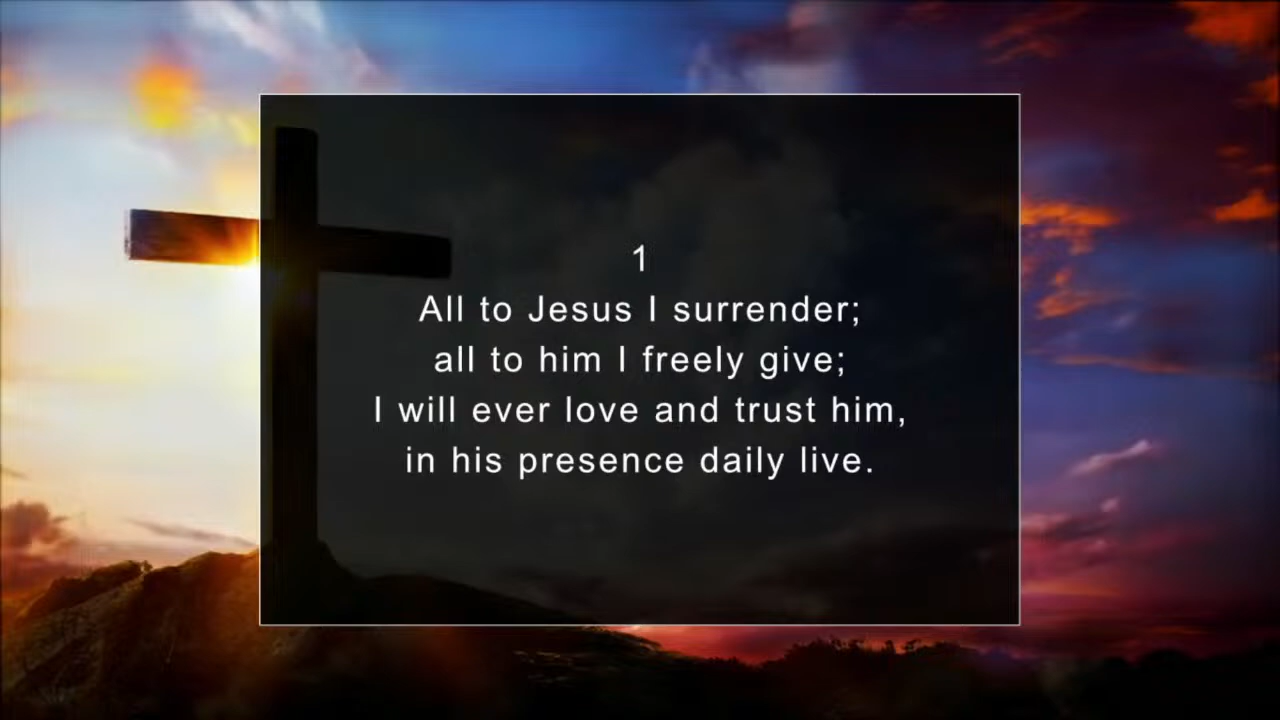 1
All to Jesus I surrender;
all to him I freely give;
I will ever love and trust him,
in his presence daily live.